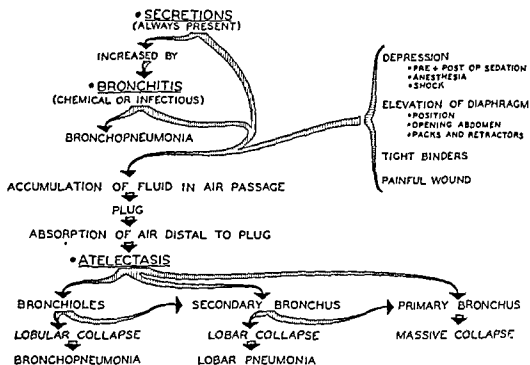 • SECRETIONS
(ALWAYS PRESENT)
INCREASED BY
• BRONCHITIS
(CHEMICAL OR INFECTIOUS)
BRONCHOPNEUMONIA
DEPRESSION
• PRE + POST OP SEDATION
• ANESTHESIA
• SHOCK
ELEVATION OF DIAPHRAGM
• POSITION
• OPENING ABDOMEN
• PACKS AND RETRACTORS
TIGHT BINDERS
PAINFUL WOUND
ACCUMULATION OF FLUID IN AIR PASSAGE
PLUG
ABSORPTION OF AIR DISTAL TO PLUG
• ATELECTASIS
BRONCHIOLES
SECONDARY BRONCHUS
PRIMARY BRONCHUS
LOBULAR COLLAPSE
LOBAR COLLAPSE
MASSIVE COLLAPSE
BRONCHOPNEUMONIA
LOBAR PNEUMONIA